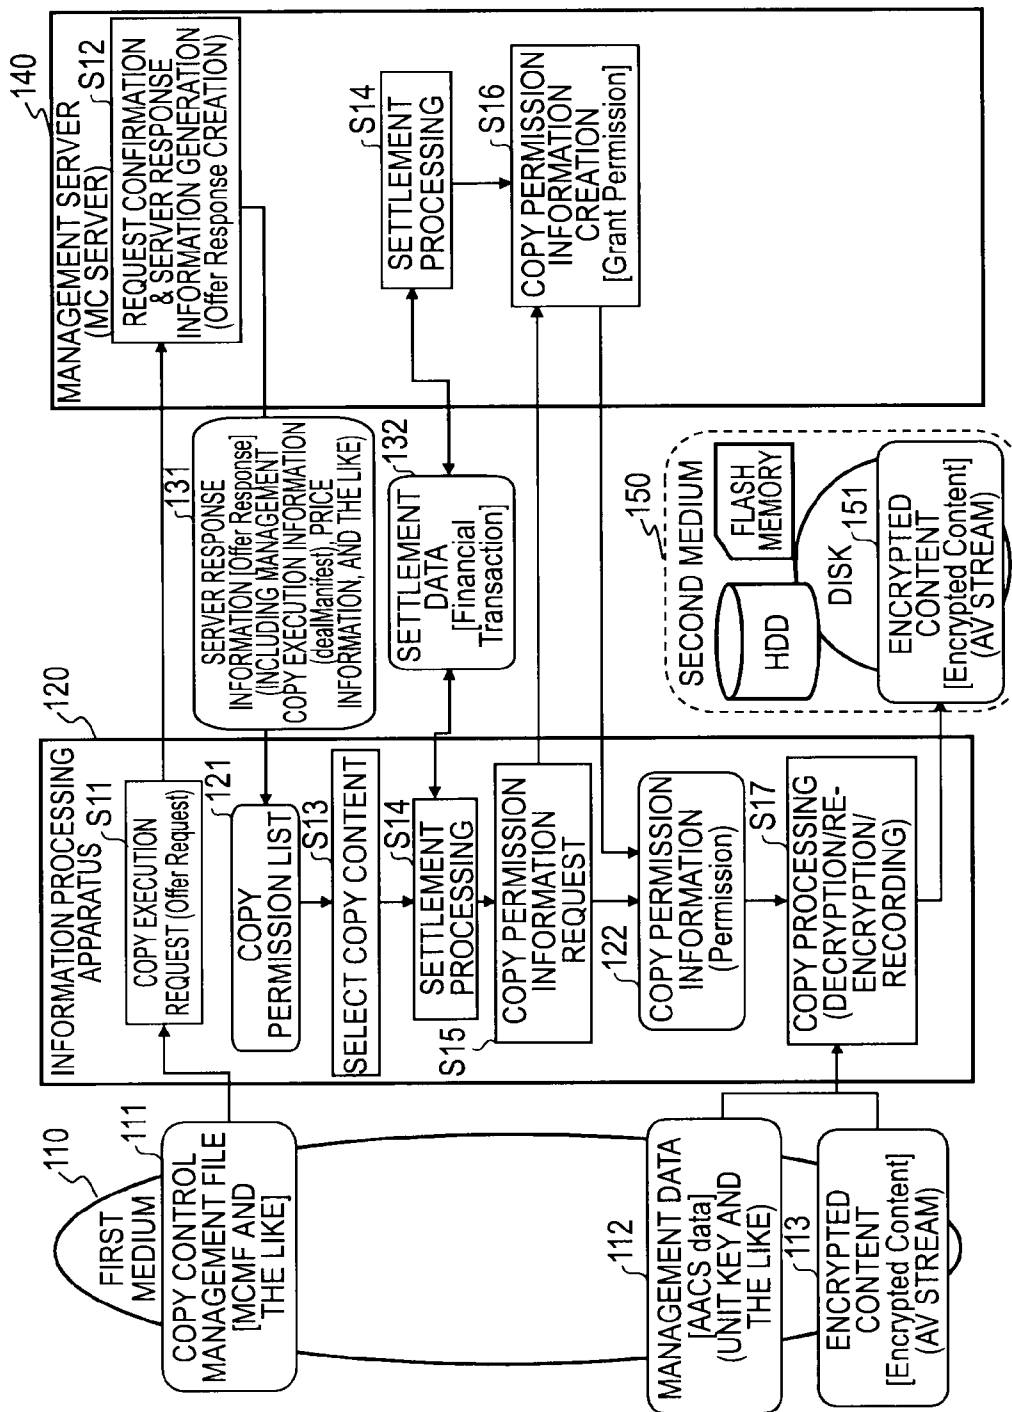 110
FIRST
MEDIUM
111
COPY CONTROL
MANAGEMENT FILE
[MCMF AND
THE LIKE]
112
MANAGEMENT DATA
[AACS data]
(UNIT KEY AND
THE LIKE)
113
ENCRYPTED
CONTENT
[Encrypted Content]
(AV STREAM)
120
INFORMATION PROCESSING
APPARATUS
S11
COPY EXECUTION
REQUEST (Offer Request)
121
COPY
PERMISSION LIST
S13
SELECT COPY CONTENT
S14
SETTLEMENT
PROCESSING
S15
COPY PERMISSION
INFORMATION
REQUEST
122
COPY PERMISSION
INFORMATION
(Permission)
S17
COPY PROCESSING
(DECRYPTION/RE-
ENCRYPTION/
RECORDING)
131
SERVER RESPONSE
INFORMATION [Offer Response]
(INCLUDING MANAGEMENT
COPY EXECUTION INFORMATION
(dealManifest), PRICE
INFORMATION, AND THE LIKE)
132
SETTLEMENT
DATA
[Financial
Transaction]
150
SECOND MEDIUM
HDD
FLASH
MEMORY
DISK
151
ENCRYPTED
CONTENT
[Encrypted Content]
(AV STREAM)
140
MANAGEMENT SERVER
(MC SERVER)
S12
REQUEST CONFIRMATION
& SERVER RESPONSE
INFORMATION GENERATION
(Offer Response CREATION)
S14
SETTLEMENT
PROCESSING
S16
COPY PERMISSION
INFORMATION
CREATION
[Grant Permission]